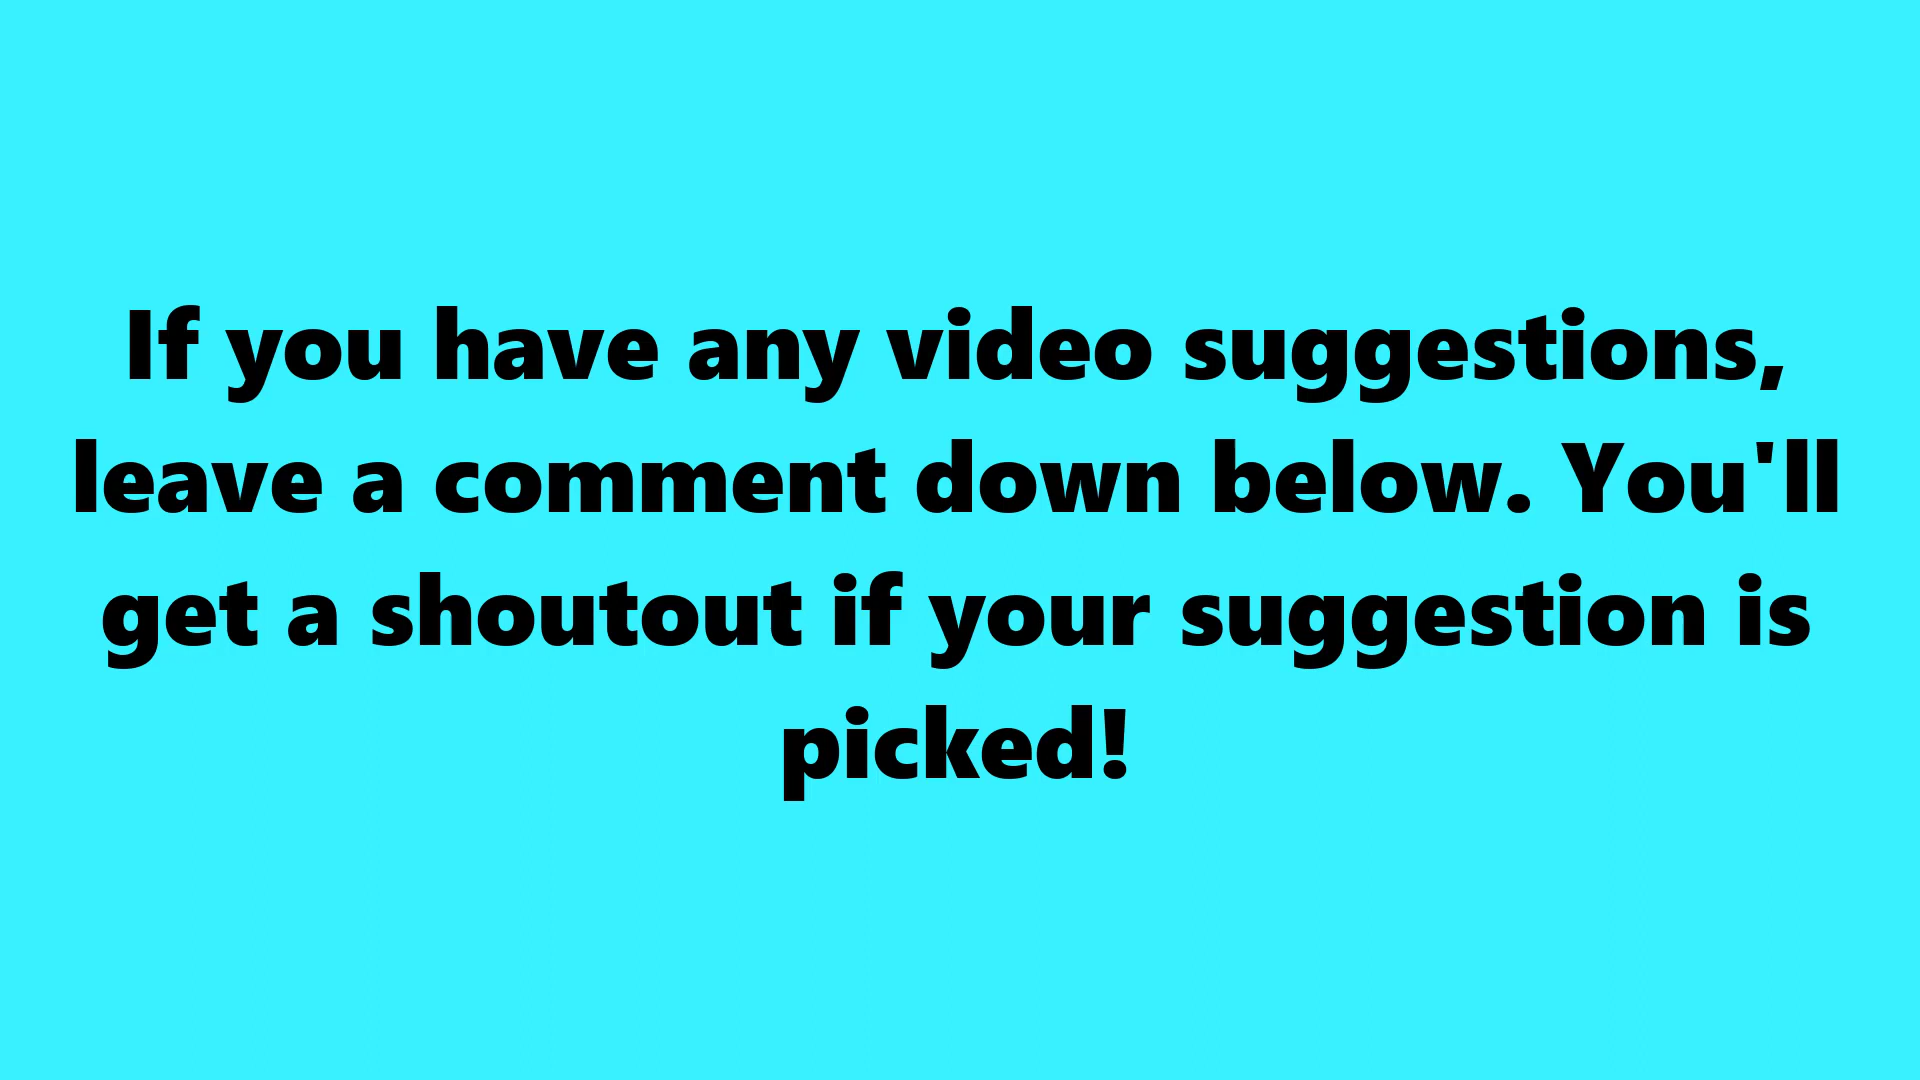 If you have any video suggestions,
leave a comment down below. You'll
get a shoutout if your suggestion is
picked!